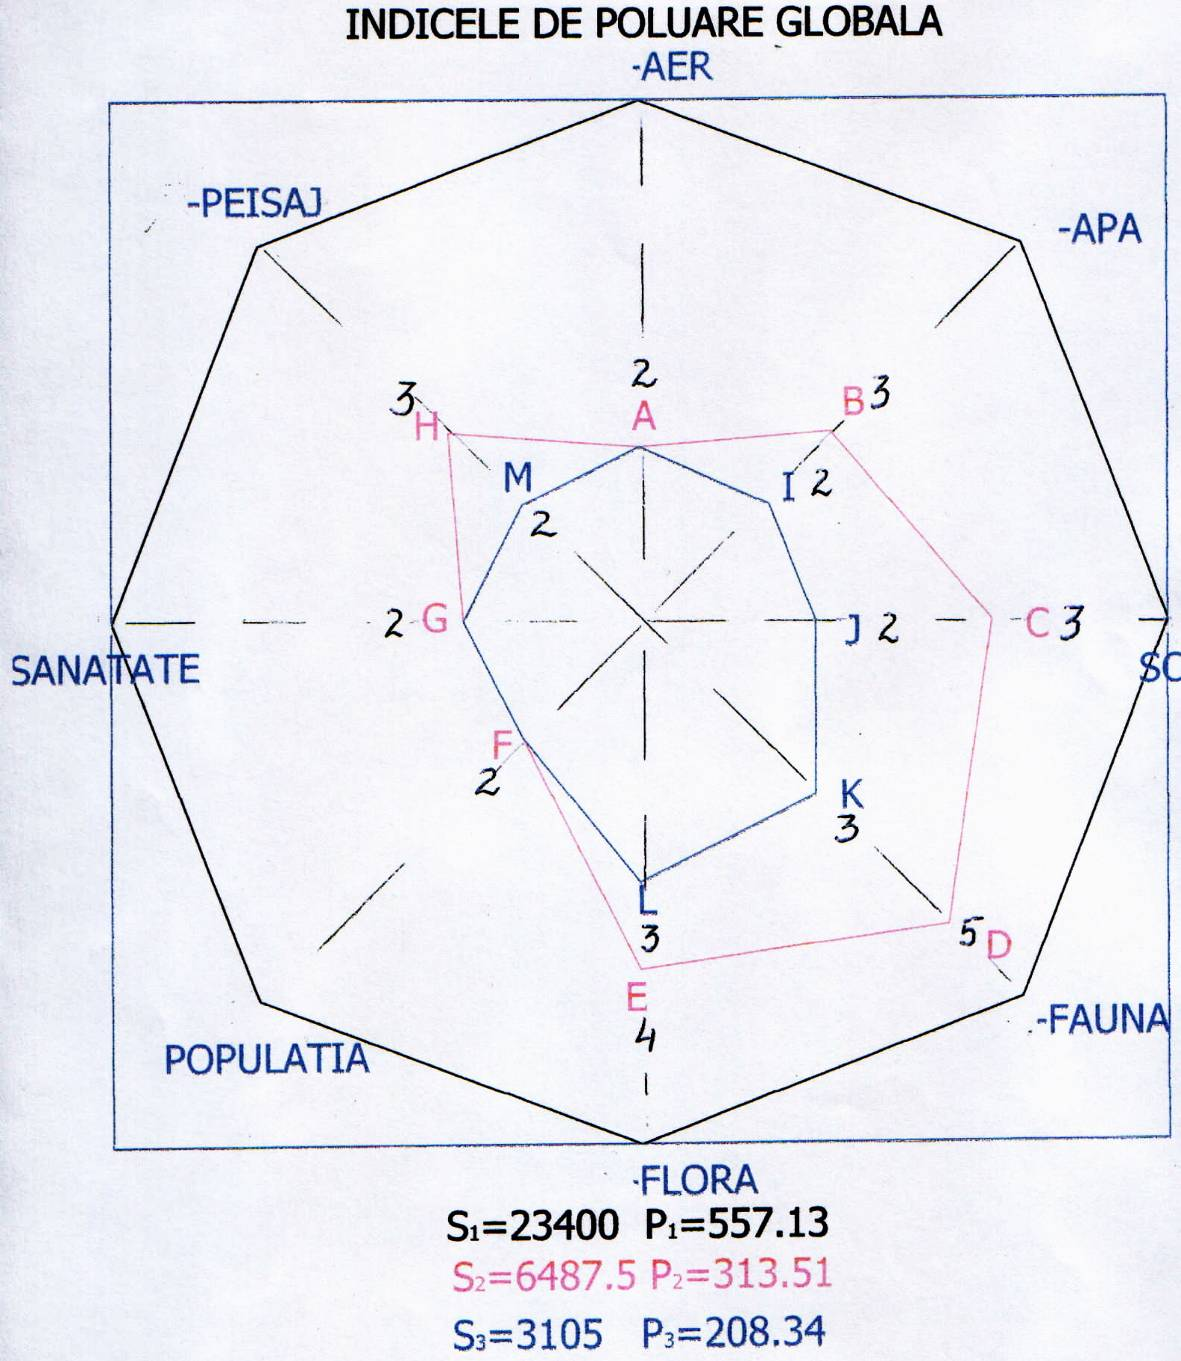 INDICELE DE POLUARE GLOBALA
-AER
-PEISAJ
-APA
2
A
3
H
B 3
M
2
I 2
2 G
J 2
C 3
SANATATE
SO
F
2
K
3
L
3
5 D
E
4
-FAUNA
POPULATIA
-FLORA
S₁=23400 P₁=557.13
S₂=6487.5 P₂=313.51
S₃=3105 P₃=208.34